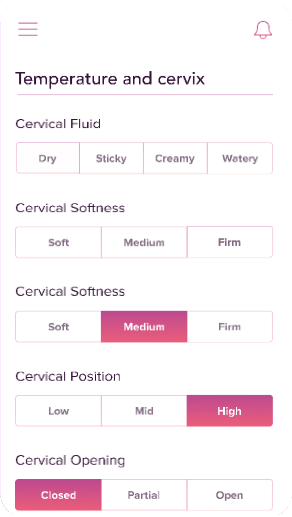 Temperature and cervix
Cervical Fluid
Dry Sticky Creamy Watery
Cervical Softness
Soft Medium Firm
Cervical Softness
Soft Medium Firm
Cervical Position
Low Mid High
Cervical Opening
Closed Partial Open